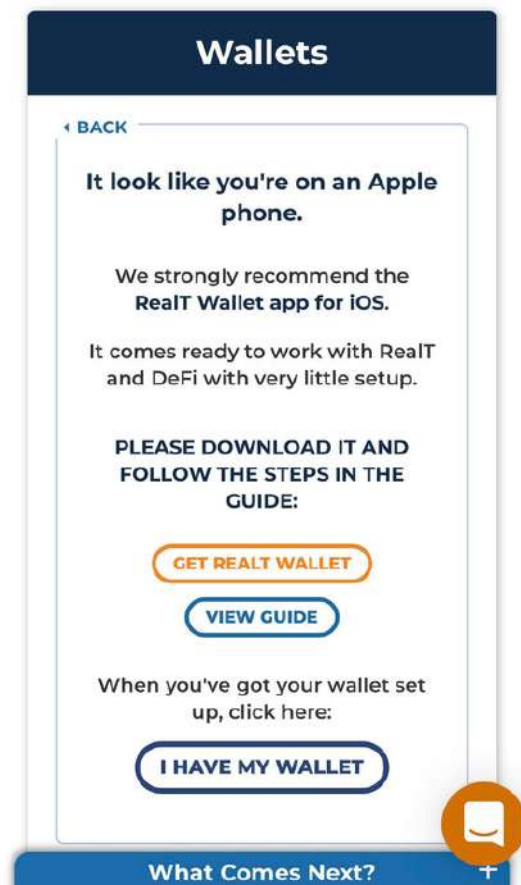 Wallets
BACK
It look like you're on an Apple
phone.
We strongly recommend the
RealT Wallet app for iOS.
It comes ready to work with RealT
and DeFi with very little setup.
PLEASE DOWNLOAD IT AND
FOLLOW THE STEPS IN THE
GUIDE:
GET REALT WALLET
VIEW GUIDE
When you've got your wallet set
up, click here:
I HAVE MY WALLET
What Comes Next? +